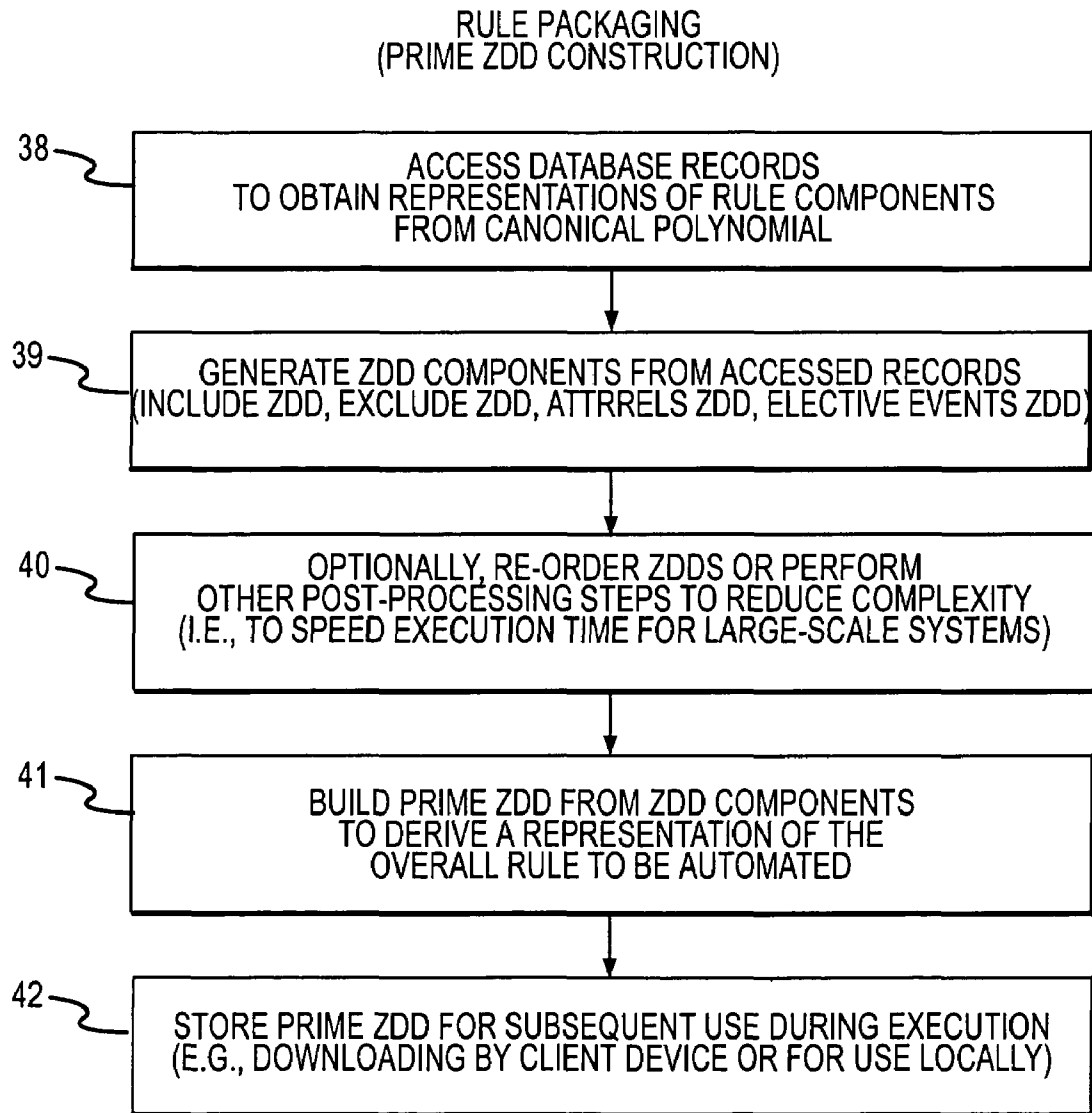 RULE PACKAGING
(PRIME ZDD CONSTRUCTION)
38
ACCESS DATABASE RECORDS
TO OBTAIN REPRESENTATIONS OF RULE COMPONENTS
FROM CANONICAL POLYNOMIAL
39
GENERATE ZDD COMPONENTS FROM ACCESSED RECORDS
(INCLUDE ZDD, EXCLUDE ZDD, ATTRRELS ZDD, ELECTIVE EVENTS ZDD)
40
OPTIONALLY, RE-ORDER ZDDS OR PERFORM
OTHER POST-PROCESSING STEPS TO REDUCE COMPLEXITY
(I.E., TO SPEED EXECUTION TIME FOR LARGE-SCALE SYSTEMS)
41
BUILD PRIME ZDD FROM ZDD COMPONENTS
TO DERIVE A REPRESENTATION OF THE
OVERALL RULE TO BE AUTOMATED
42
STORE PRIME ZDD FOR SUBSEQUENT USE DURING EXECUTION
(E.G., DOWNLOADING BY CLIENT DEVICE OR FOR USE LOCALLY)